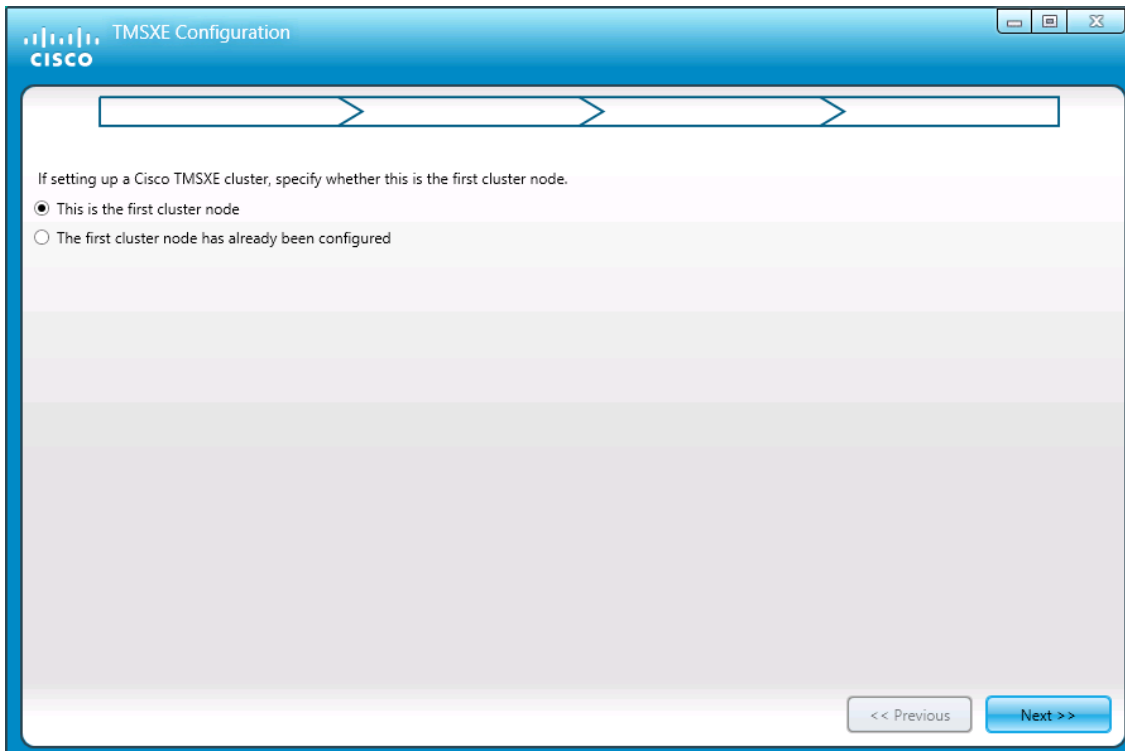 TMSXE Configuration
CISCO
If setting up a Cisco TMSXE cluster, specify whether this is the first cluster node.
This is the first cluster node
The first cluster node has already been configured
<< Previous
Next >>